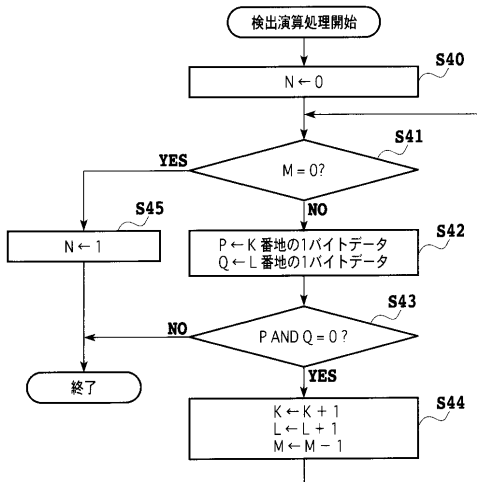 検出演算処理開始
S40
N←0
S41
YES
M=0?
S45
NO
S42
N←1
P←K番地の1バイトデータ
Q←L番地の1バイトデータ
S43
NO
P AND Q=0?
YES
終了
S44
K←K+1
L←L+1
M←M−1